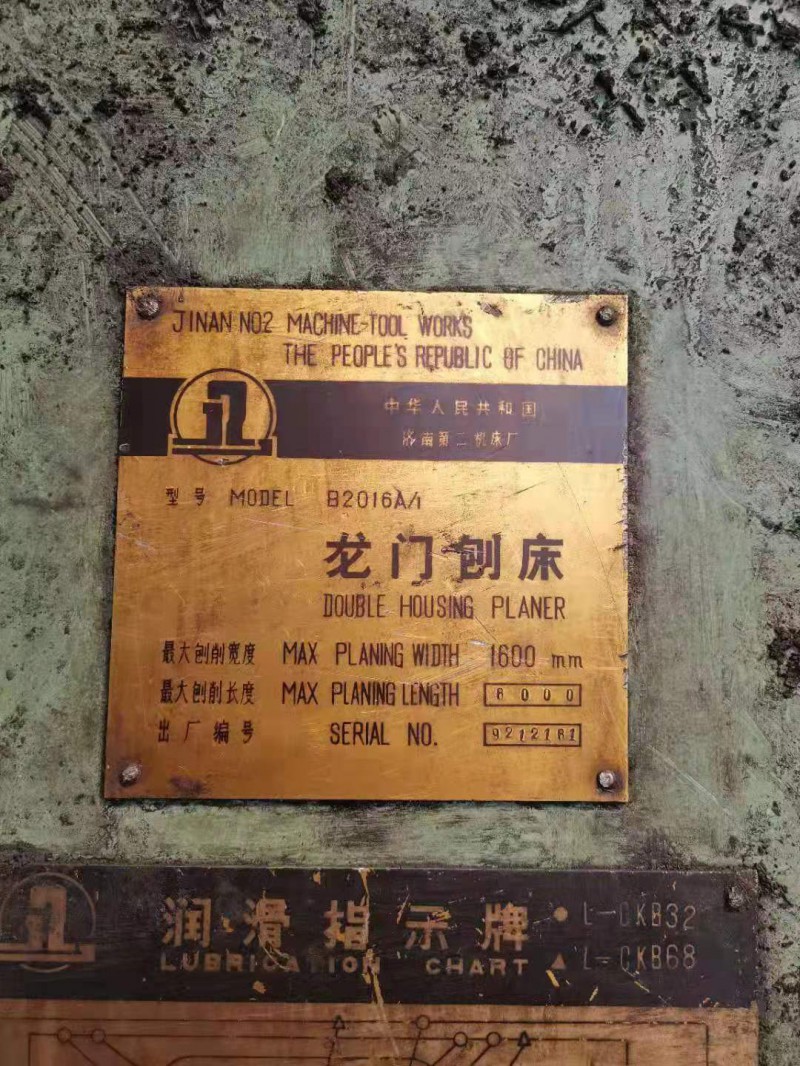 JINAN NO2 MACHINE-TOOL WORKS
THE PEOPLE'S REPUBLIC OF CHINA
中华人民共和国
济南第二机床厂
型号 MODEL B2016A/1
龙门刨床
DOUBLE HOUSING PLANER
最大刨削宽度 MAX PLANING WIDTH 1600 mm
最大刨削长度 MAX PLANING LENGTH 6000
出厂编号 SERIAL NO. 9212161
润滑指示牌 ● L-CKB32
LUBRICATION CHART ▲ L-CKB68